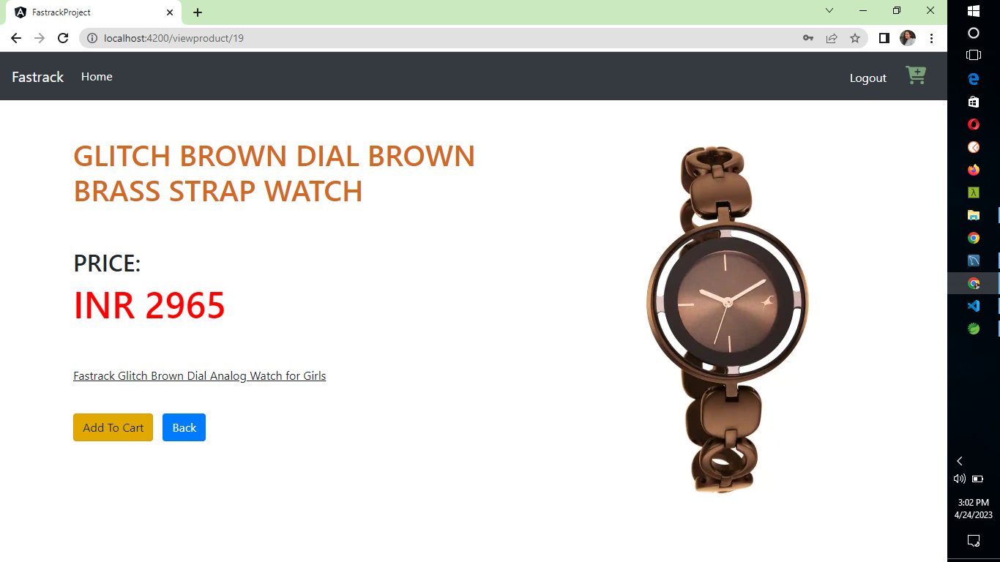 FastrackProject
localhost:4200/viewproduct/19
Fastrack Home Logout
GLITCH BROWN DIAL BROWN
BRASS STRAP WATCH
PRICE:
INR 2965
Fastrack Glitch Brown Dial Analog Watch for Girls
Add To Cart Back
3:02 PM
4/24/2023